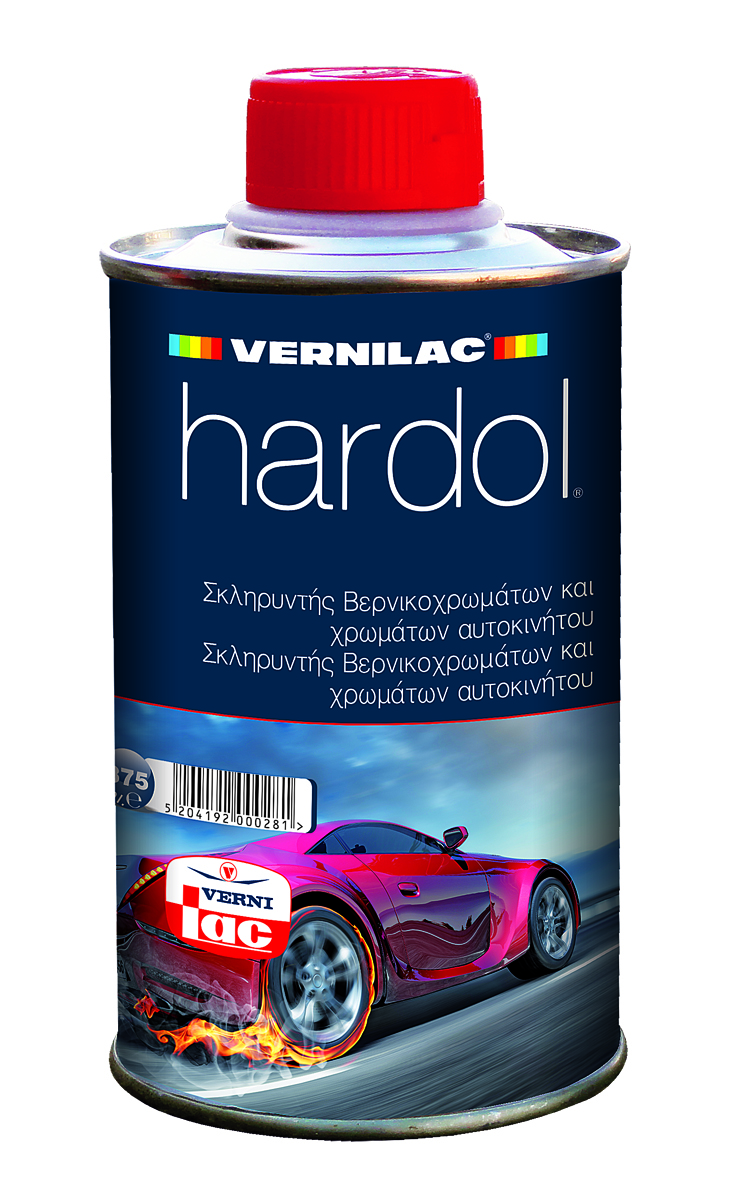 VERNILAC®
hardol®
Σκληρυντής Βερνικοχρωμάτων και
χρωμάτων αυτοκινήτου
Σκληρυντής Βερνικοχρωμάτων και
χρωμάτων αυτοκινήτου
375
5 204192 000281 >
V
VERNI
lac